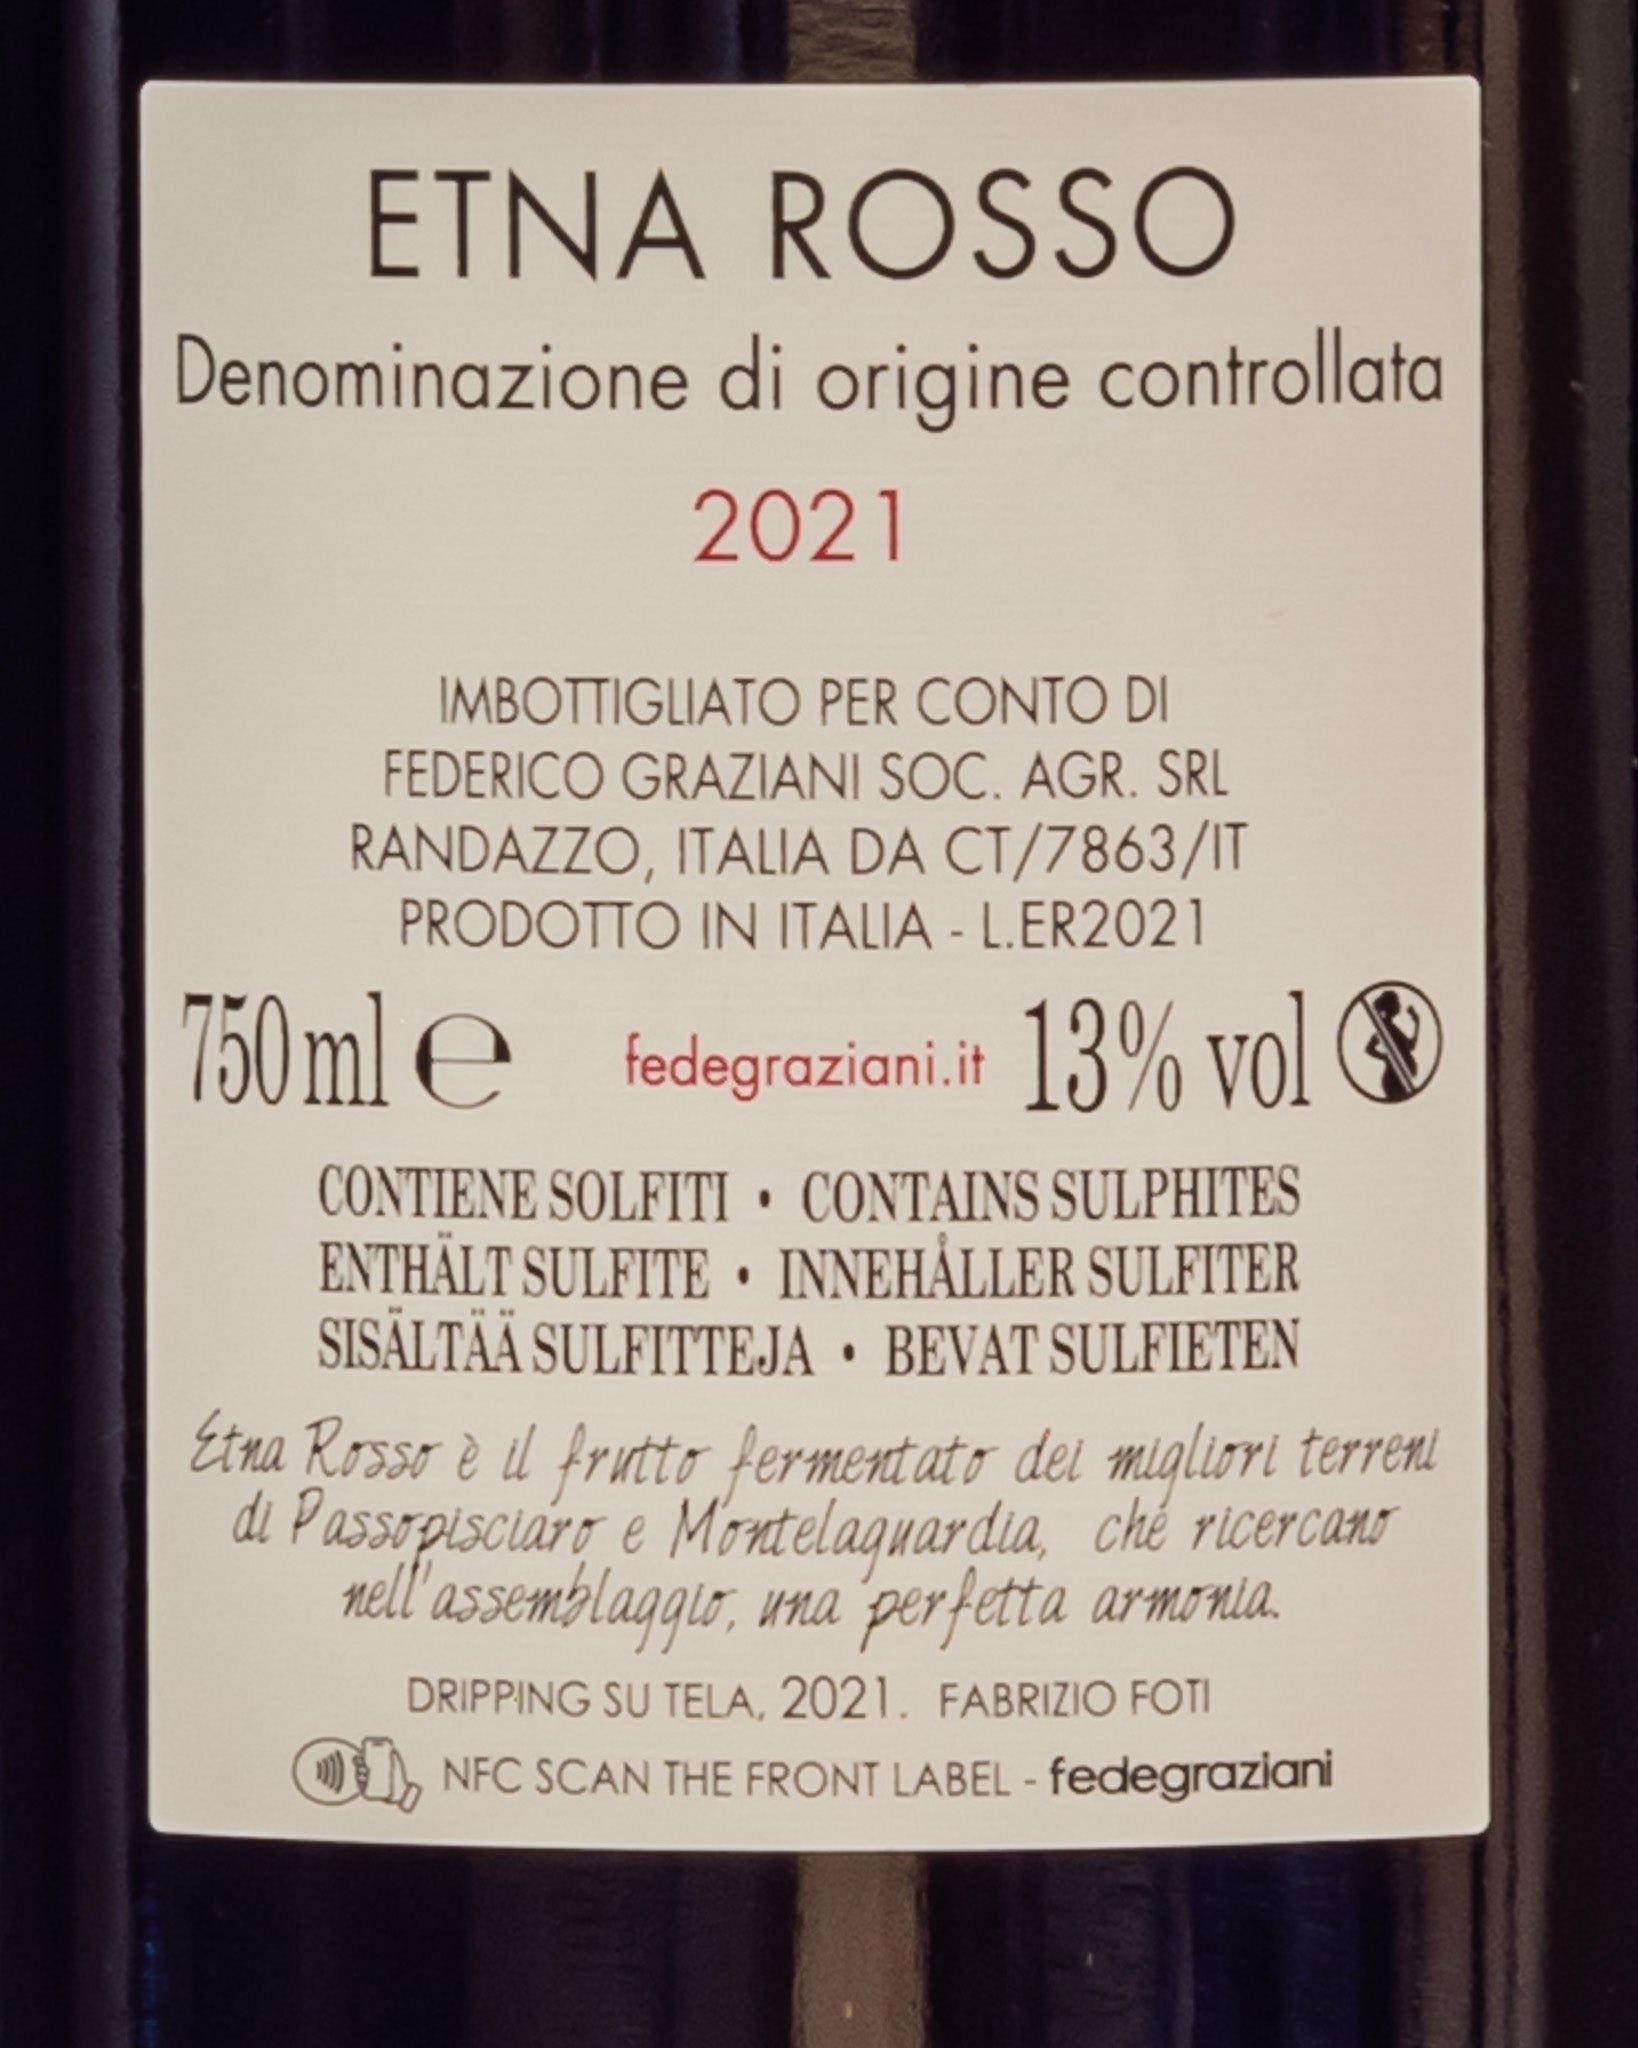 ETNA ROSSO
Denominazione di origine controllata
2021
IMBOTTIGLIATO PER CONTO DI
FEDERICO GRAZIANI SOC. AGR. SRL
RANDAZZO, ITALIA DA CT/7863/IT
PRODOTTO IN ITALIA - L.ER2021
750 ml e fedegraziani.it 13% vol
CONTIENE SOLFITI • CONTAINS SULPHITES
ENTHÄLT SULFITE • INNEHÅLLER SULFITER
SISÄLTÄÄ SULFITTEJA • BEVAT SULFIETEN
Etna Rosso è il frutto fermentato dei migliori terreni
di Passopisciaro e Montelaguardia, che ricercano
nell'assemblaggio, una perfetta armonia.
DRIPPING SU TELA, 2021. FABRIZIO FOTI
NFC SCAN THE FRONT LABEL - fedegraziani